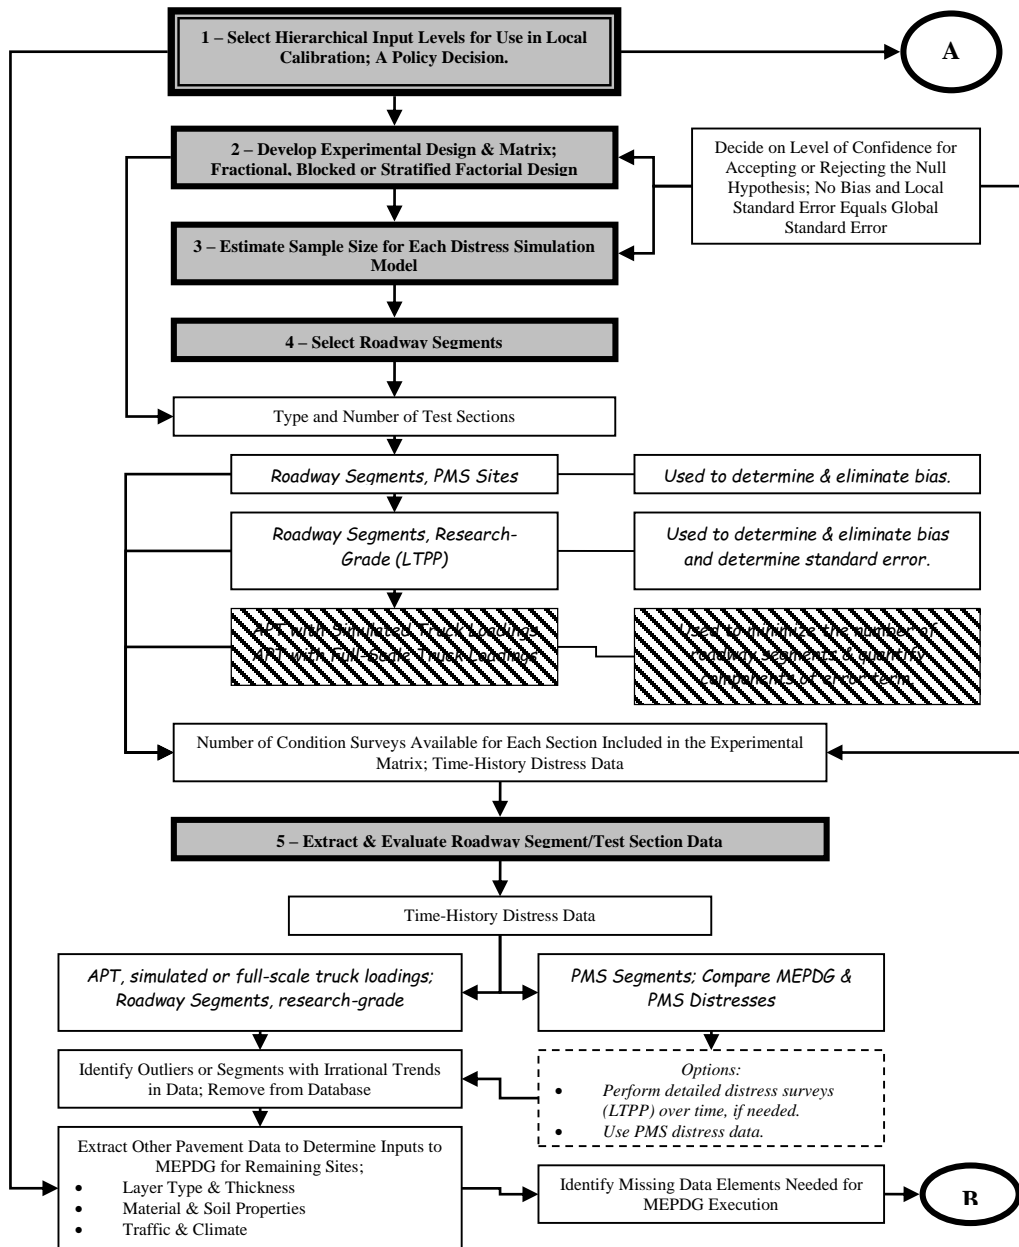 1 – Select Hierarchical Input Levels for Use in Local
Calibration; A Policy Decision.
A
2 – Develop Experimental Design & Matrix;
Fractional, Blocked or Stratified Factorial Design
Decide on Level of Confidence for
Accepting or Rejecting the Null
Hypothesis; No Bias and Local
Standard Error Equals Global
Standard Error
3 – Estimate Sample Size for Each Distress Simulation
Model
4 – Select Roadway Segments
Type and Number of Test Sections
Roadway Segments, PMS Sites
Used to determine & eliminate bias.
Roadway Segments, Research-
Grade (LTPP)
Used to determine & eliminate bias
and determine standard error.
APT with Simulated Truck Loadings
APT with Full-Scale Truck Loadings
Used to minimize the number of
roadway segments & quantify
components of error term.
Number of Condition Surveys Available for Each Section Included in the Experimental
Matrix; Time-History Distress Data
5 – Extract & Evaluate Roadway Segment/Test Section Data
Time-History Distress Data
APT, simulated or full-scale truck loadings;
Roadway Segments, research-grade
PMS Segments; Compare MEPDG &
PMS Distresses
Identify Outliers or Segments with Irrational Trends
in Data; Remove from Database
Options:
• Perform detailed distress surveys
(LTPP) over time, if needed.
• Use PMS distress data.
Extract Other Pavement Data to Determine Inputs to
MEPDG for Remaining Sites;
• Layer Type & Thickness
• Material & Soil Properties
• Traffic & Climate
Identify Missing Data Elements Needed for
MEPDG Execution
B